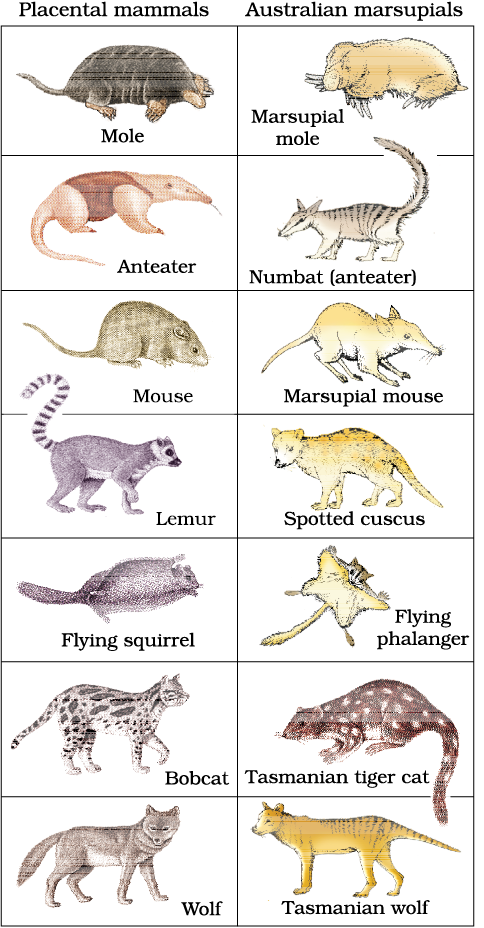 Placental mammals
Australian marsupials
Mole
Marsupial
mole
Anteater
Numbat (anteater)
Mouse
Marsupial mouse
Lemur
Spotted cuscus
Flying squirrel
Flying
phalanger
Bobcat
Tasmanian tiger cat
Wolf
Tasmanian wolf